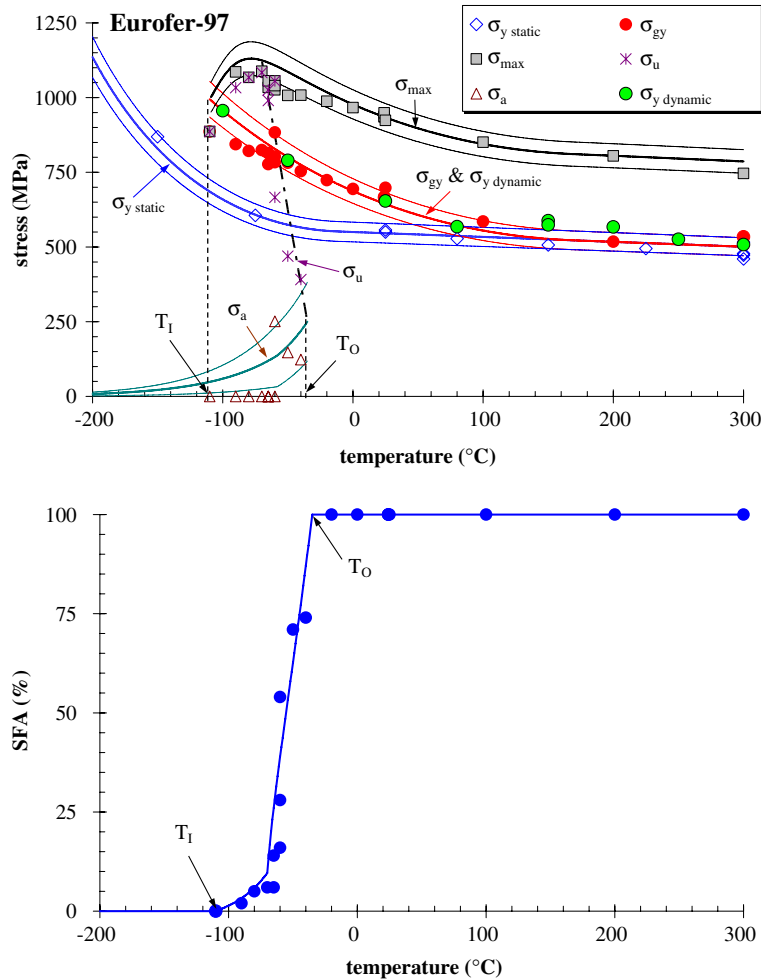 Eurofer-97
σy static
σgy
σmax
σu
σa
σy dynamic
1250
1000
750
500
250
0
stress (MPa)
σmax
σgy & σy dynamic
σy static
σu
σa
TI
TO
-200
-100
0
100
200
300
temperature (°C)
100
75
50
25
0
SFA (%)
TO
TI
-200
-100
0
100
200
300
temperature (°C)